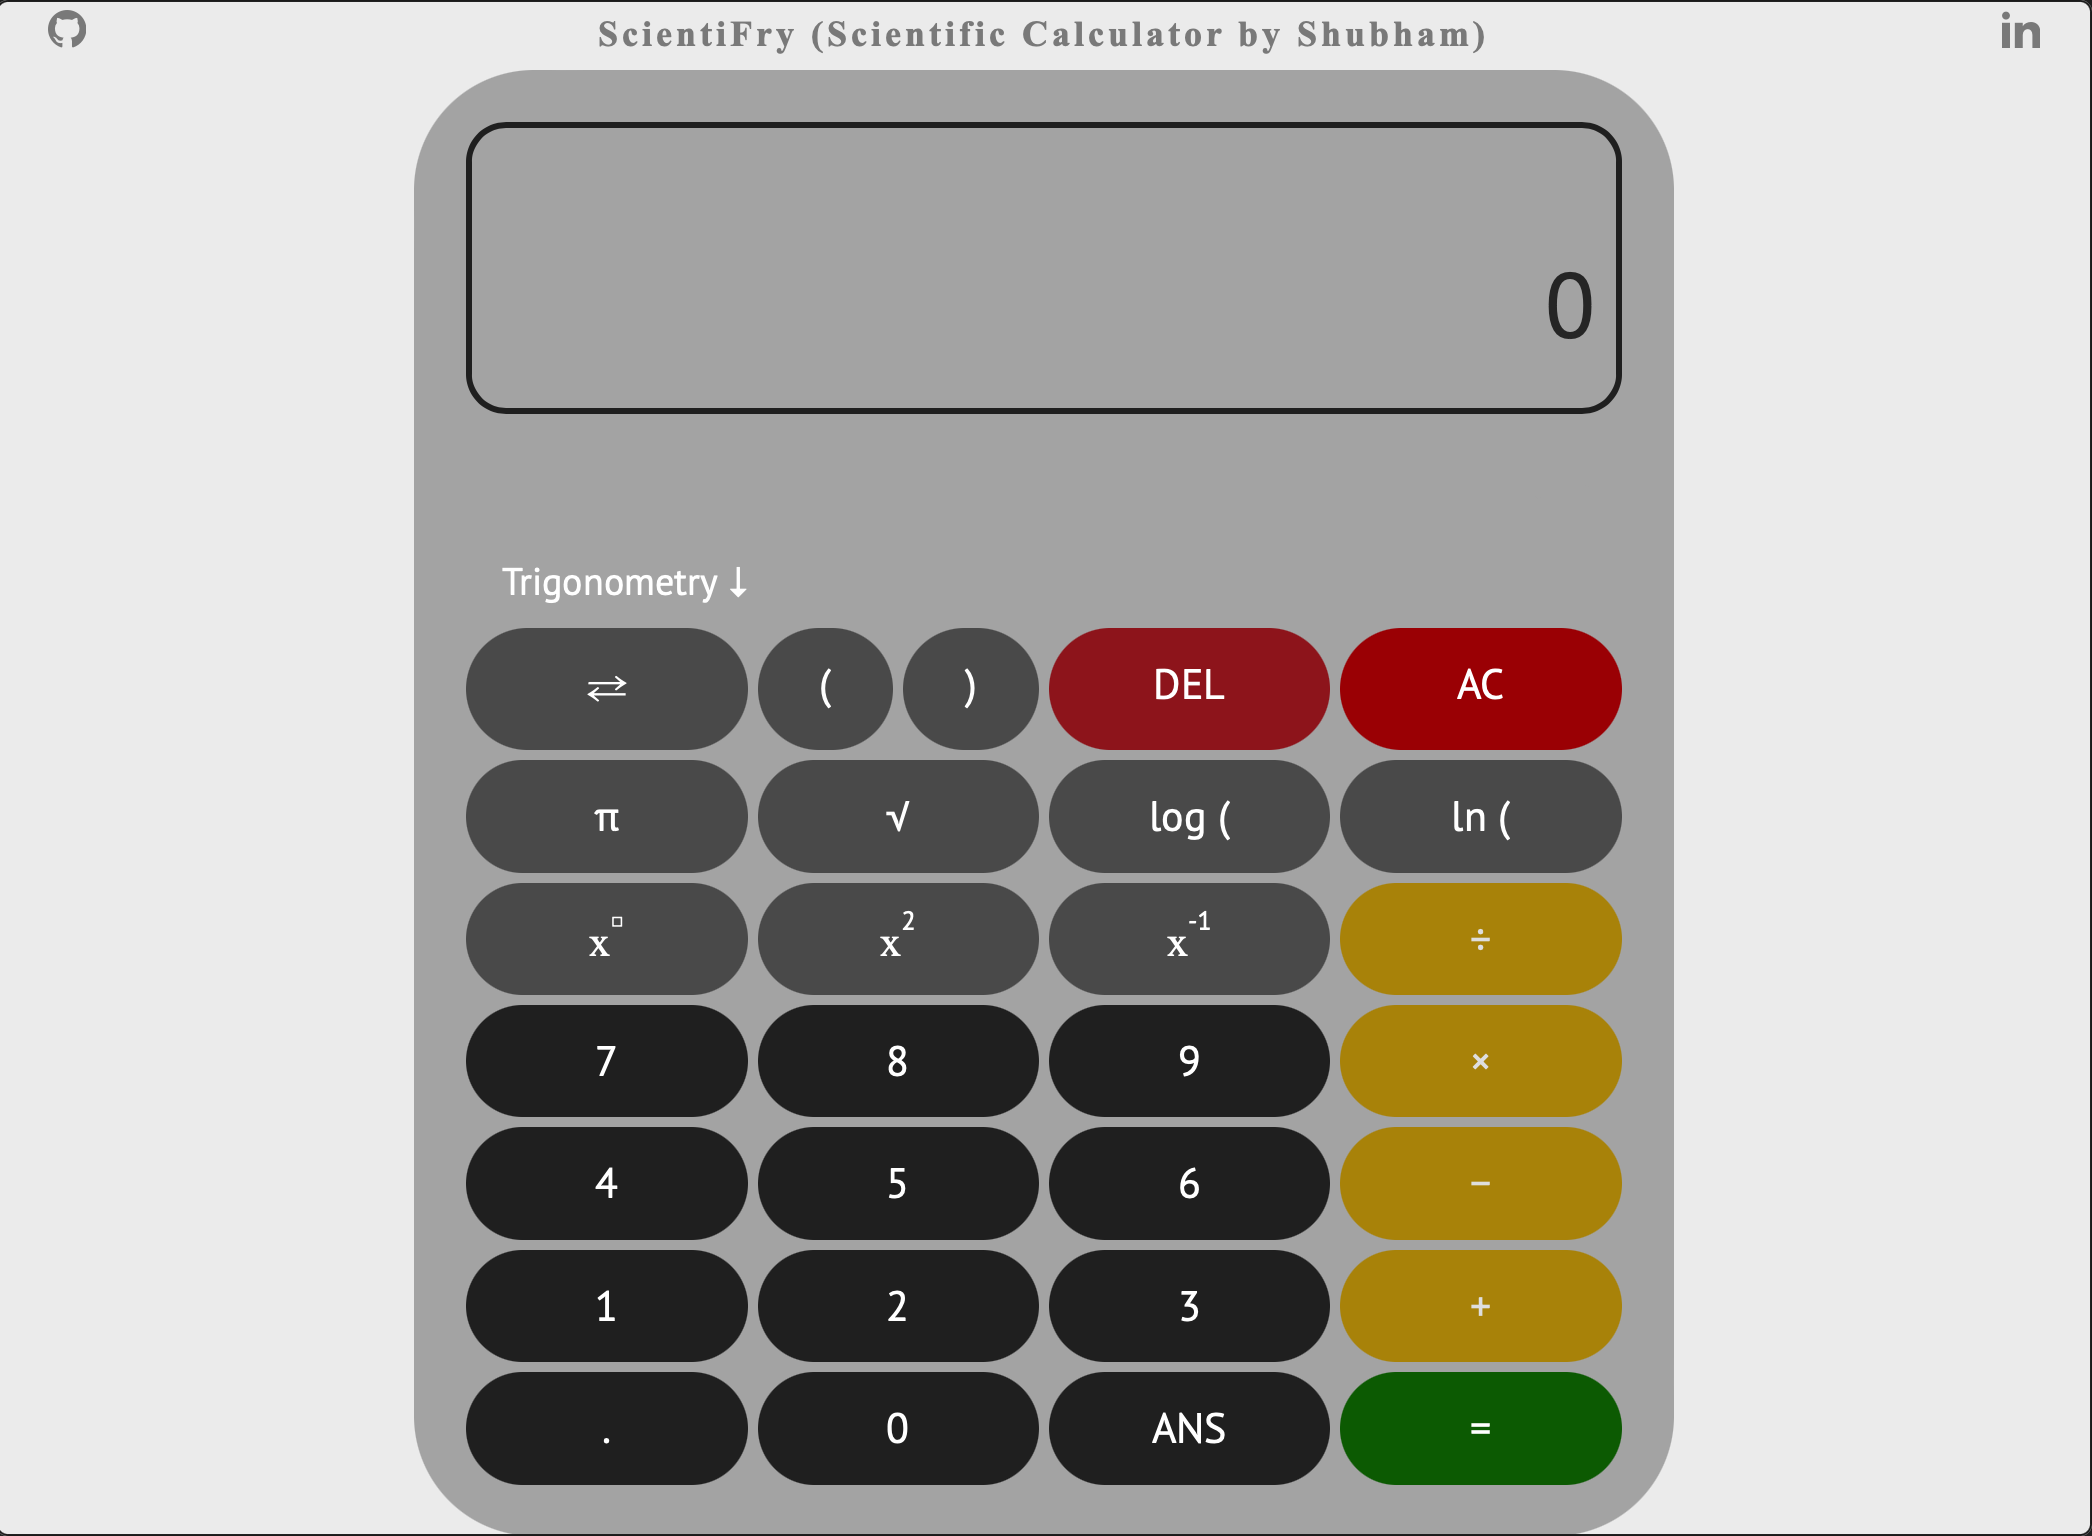 ScientiFry (Scientific Calculator by Shubham)
in
0
Trigonometry ↓
⇄ ( ) DEL AC
π √ log ( ln (
x□ x² x⁻¹ ÷
7 8 9 ×
4 5 6 −
1 2 3 +
. 0 ANS =